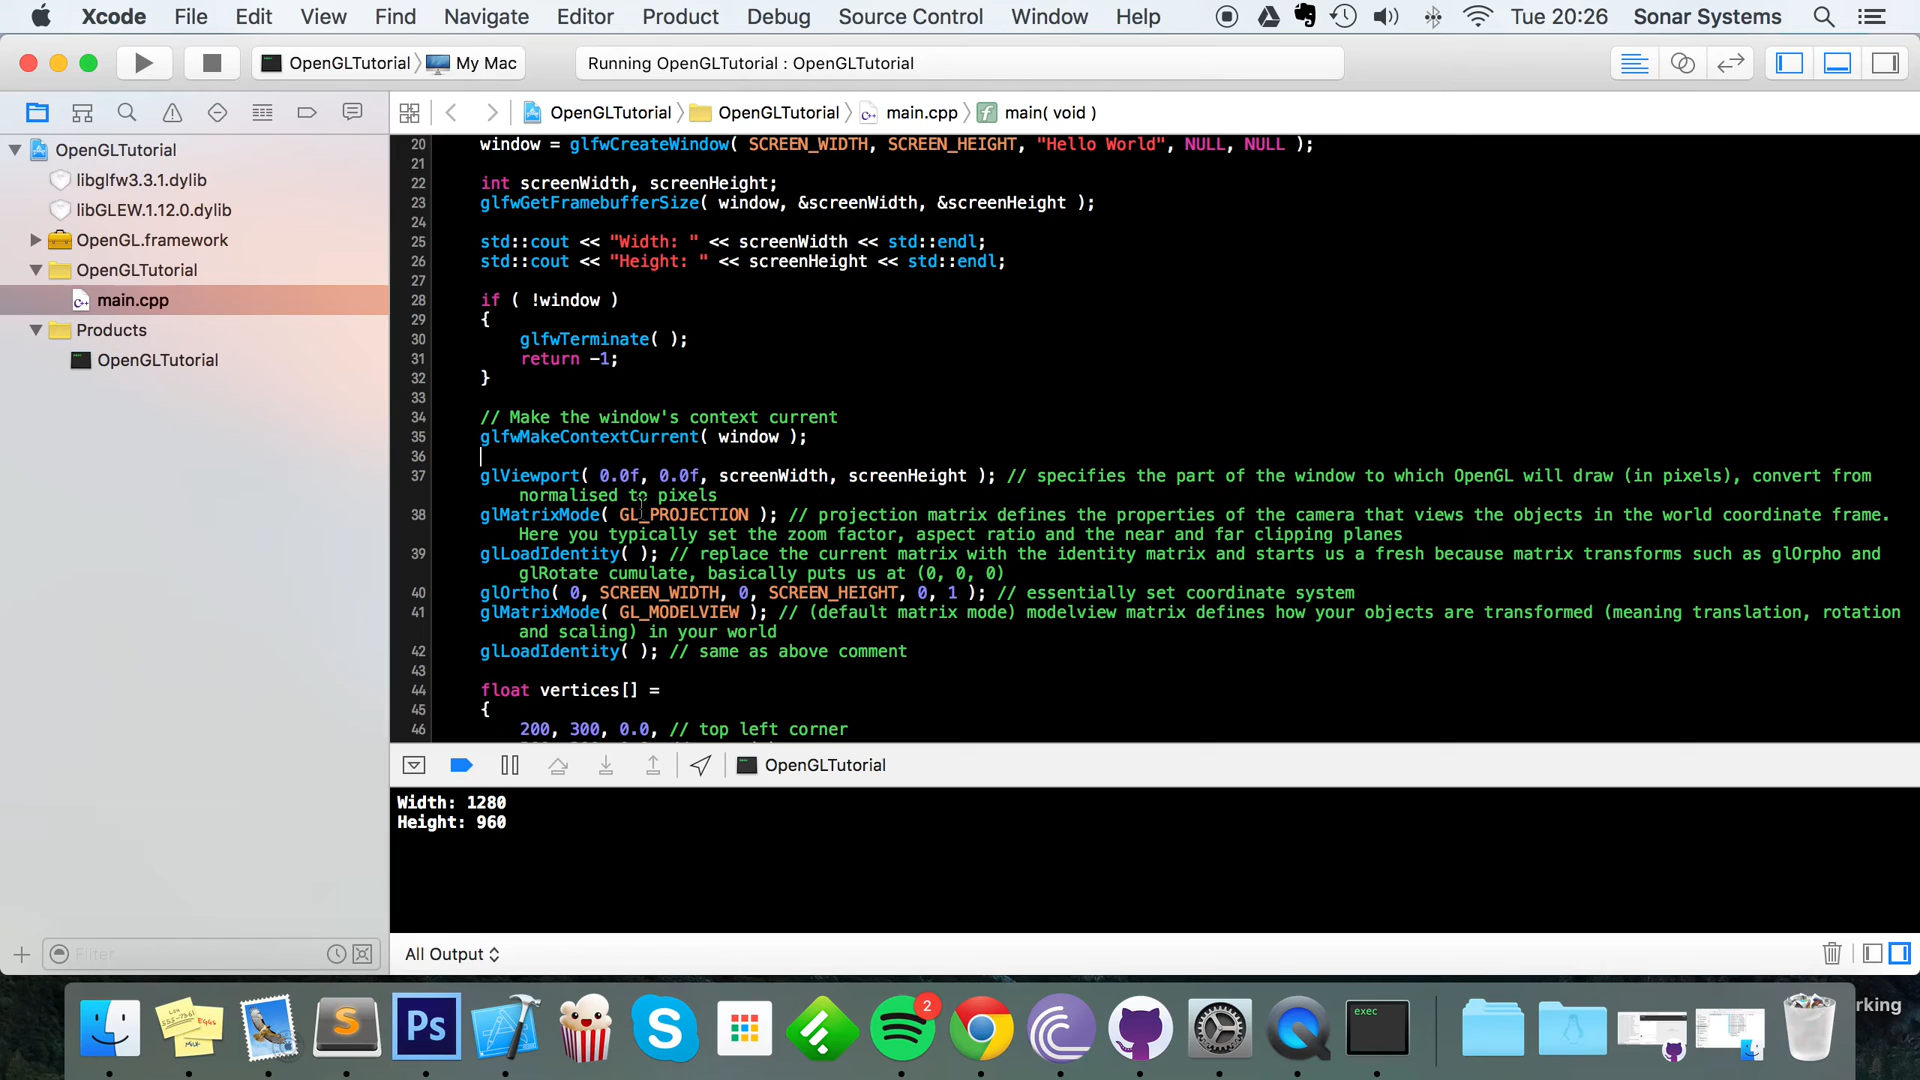 Xcode File Edit View Find Navigate Editor Product Debug Source Control Window Help Tue 20:26 Sonar Systems
OpenGLTutorial My Mac Running OpenGLTutorial : OpenGLTutorial
OpenGLTutorial OpenGLTutorial main.cpp main( void )
OpenGLTutorial
libglfw3.3.1.dylib
libGLEW.1.12.0.dylib
OpenGL.framework
OpenGLTutorial
main.cpp
Products
OpenGLTutorial
Filter
20 window = glfwCreateWindow( SCREEN_WIDTH, SCREEN_HEIGHT, "Hello World", NULL, NULL );
21
22 int screenWidth, screenHeight;
23 glfwGetFramebufferSize( window, &screenWidth, &screenHeight );
24
25 std::cout << "Width: " << screenWidth << std::endl;
26 std::cout << "Height: " << screenHeight << std::endl;
27
28 if ( !window )
29 {
30 glfwTerminate( );
31 return -1;
32 }
33
34 // Make the window's context current
35 glfwMakeContextCurrent( window );
36
37 glViewport( 0.0f, 0.0f, screenWidth, screenHeight ); // specifies the part of the window to which OpenGL will draw (in pixels), convert from
normalised to pixels
38 glMatrixMode( GL_PROJECTION ); // projection matrix defines the properties of the camera that views the objects in the world coordinate frame.
Here you typically set the zoom factor, aspect ratio and the near and far clipping planes
39 glLoadIdentity( ); // replace the current matrix with the identity matrix and starts us a fresh because matrix transforms such as glOrpho and
glRotate cumulate, basically puts us at (0, 0, 0)
40 glOrtho( 0, SCREEN_WIDTH, 0, SCREEN_HEIGHT, 0, 1 ); // essentially set coordinate system
41 glMatrixMode( GL_MODELVIEW ); // (default matrix mode) modelview matrix defines how your objects are transformed (meaning translation, rotation
and scaling) in your world
42 glLoadIdentity( ); // same as above comment
43
44 float vertices[] =
45 {
46 200, 300, 0.0, // top left corner
OpenGLTutorial
Width: 1280
Height: 960
All Output
S
Ps
S
2
exec
rking